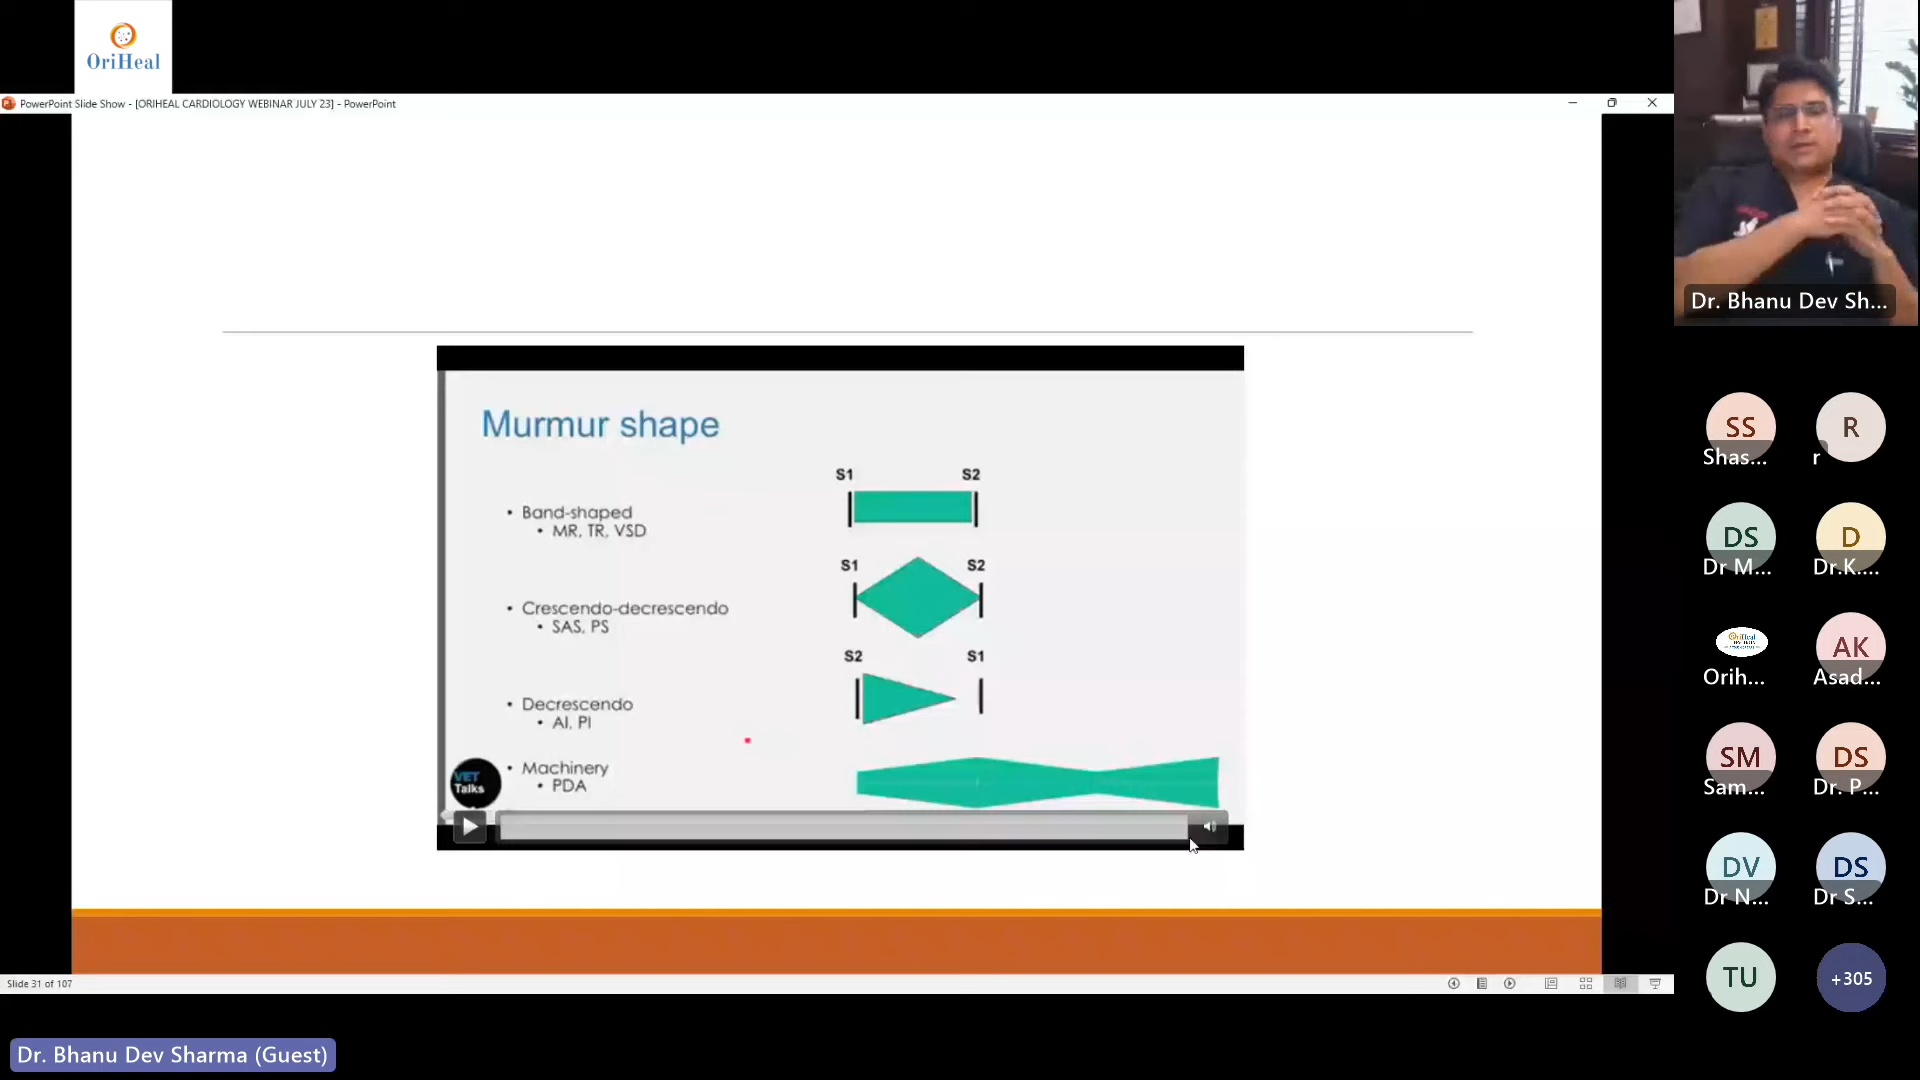 OriHeal
PowerPoint Slide Show - [ORIHEAL CARDIOLOGY WEBINAR JULY 23] - PowerPoint
Dr. Bhanu Dev Sh...
Murmur shape
• Band-shaped
• MR, TR, VSD
S1 S2
• Crescendo-decrescendo
• SAS, PS
S1 S2
• Decrescendo
• AI, PI
S2 S1
• Machinery
• PDA
VET
Talks
SS
Shas...
R
r
DS
Dr M...
D
Dr.K....
OriHeal
Orih...
AK
Asad...
SM
Sam...
DS
Dr. P...
DV
Dr N...
DS
Dr S...
TU
+305
Slide 31 of 107
Dr. Bhanu Dev Sharma (Guest)